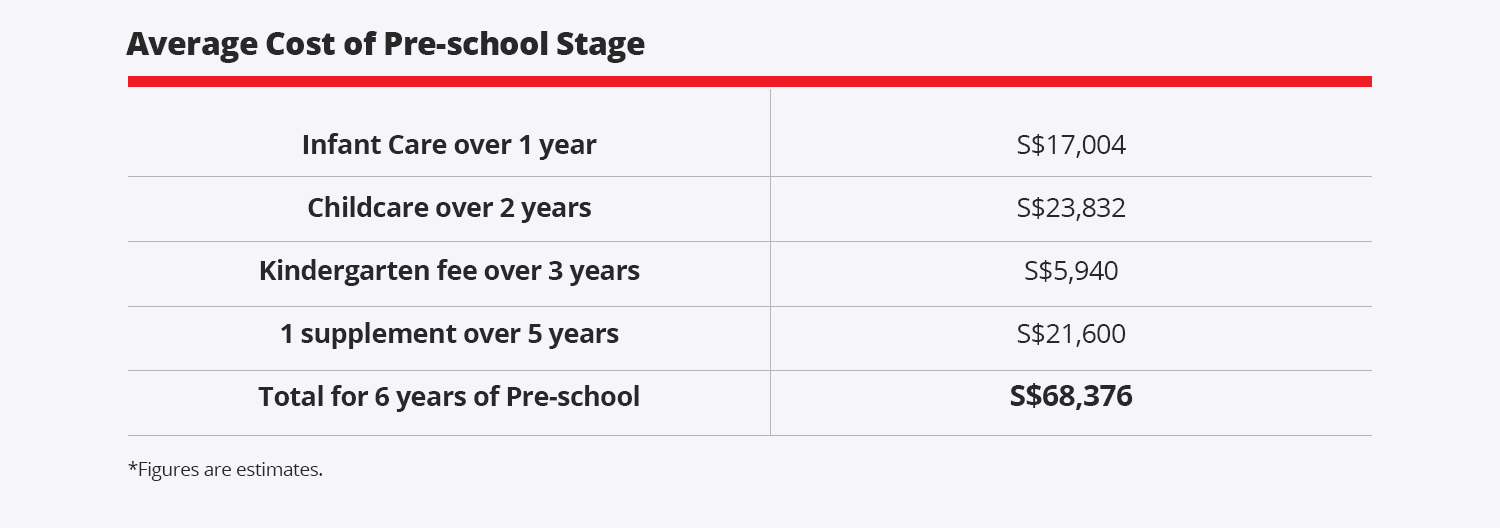 Average Cost of Pre-school Stage
Infant Care over 1 year S$17,004
Childcare over 2 years S$23,832
Kindergarten fee over 3 years S$5,940
1 supplement over 5 years S$21,600
Total for 6 years of Pre-school S$68,376
*Figures are estimates.